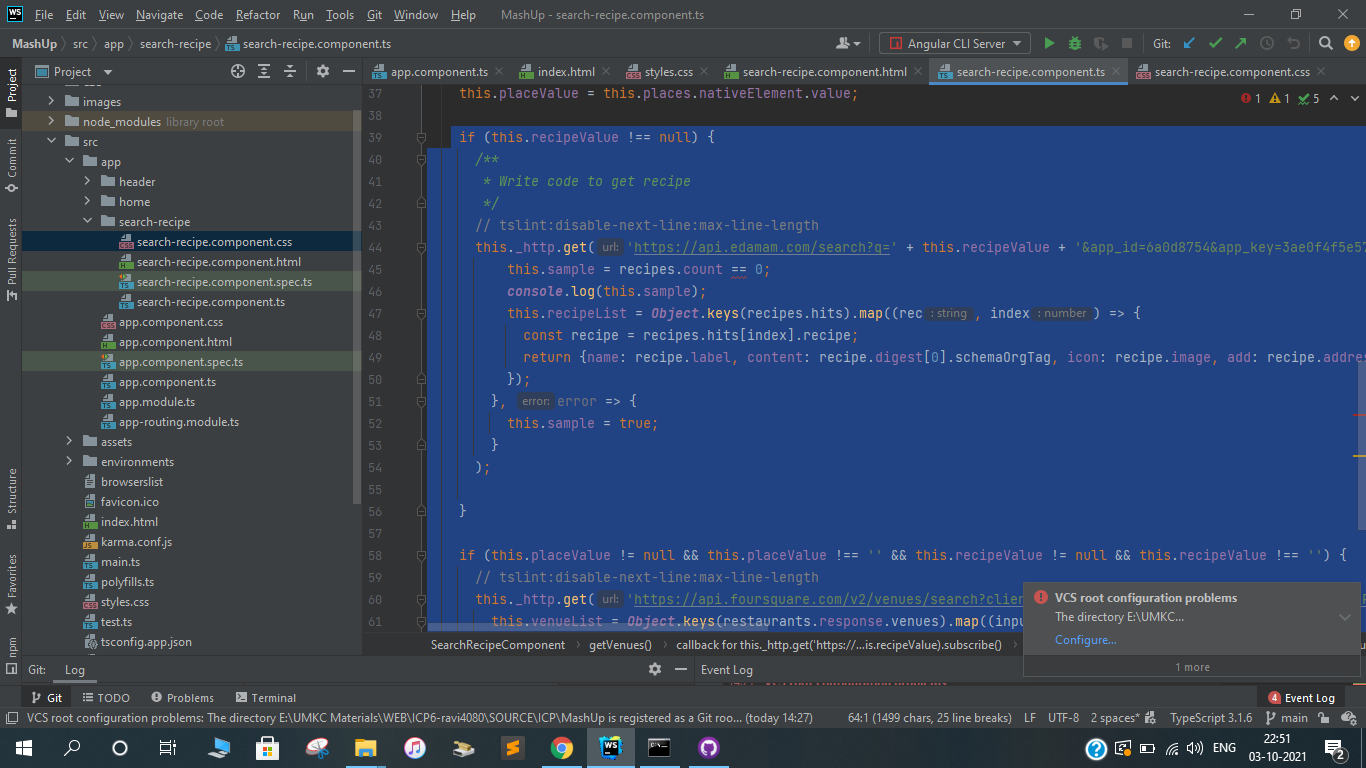 WS File Edit View Navigate Code Refactor Run Tools Git Window Help MashUp - search-recipe.component.ts
MashUp src app search-recipe search-recipe.component.ts Angular CLI Server Git:
Project
app.component.ts index.html styles.css search-recipe.component.html search-recipe.component.ts search-recipe.component.css
images
node_modules library root
src
app
header
home
search-recipe
search-recipe.component.css
search-recipe.component.html
search-recipe.component.spec.ts
search-recipe.component.ts
app.component.css
app.component.html
app.component.spec.ts
app.component.ts
app.module.ts
app-routing.module.ts
assets
environments
browserslist
favicon.ico
index.html
karma.conf.js
main.ts
polyfills.ts
styles.css
test.ts
tsconfig.app.json
Project
Commit
Pull Requests
Structure
Favorites
npm
1 1 5
37 this.placeValue = this.places.nativeElement.value;
38
39 if (this.recipeValue !== null) {
40 /**
41 * Write code to get recipe
42 */
43 // tslint:disable-next-line:max-line-length
44 this._http.get( url: 'https://api.edamam.com/search?q=' + this.recipeValue + '&app_id=6a0d8754&app_key=3ae0f4f5e57
45 this.sample = recipes.count == 0;
46 console.log(this.sample);
47 this.recipeList = Object.keys(recipes.hits).map((rec : string , index : number ) => {
48 const recipe = recipes.hits[index].recipe;
49 return {name: recipe.label, content: recipe.digest[0].schemaOrgTag, icon: recipe.image, add: recipe.addres
50 });
51 }, error: error => {
52 this.sample = true;
53 }
54 );
55
56 }
57
58 if (this.placeValue != null && this.placeValue !== '' && this.recipeValue != null && this.recipeValue !== '') {
59 // tslint:disable-next-line:max-line-length
60 this._http.get( url: 'https://api.foursquare.com/v2/venues/search?clien
61 this.venueList = Object.keys(restaurants.response.venues).map((inpu
VCS root configuration problems
The directory E:\UMKC...
Configure...
1 more
SearchRecipeComponent getVenues() callback for this._http.get('https://...is.recipeValue).subscribe()
Git: Log Event Log
Git TODO Problems Terminal 4 Event Log
VCS root configuration problems: The directory E:\UMKC Materials\WEB\ICP6-ravi4080\SOURCE\ICP\MashUp is registered as a Git roo... (today 14:27) 64:1 (1499 chars, 25 line breaks) LF UTF-8 2 spaces* TypeScript 3.1.6 main
ENG 22:51
03-10-2021
2